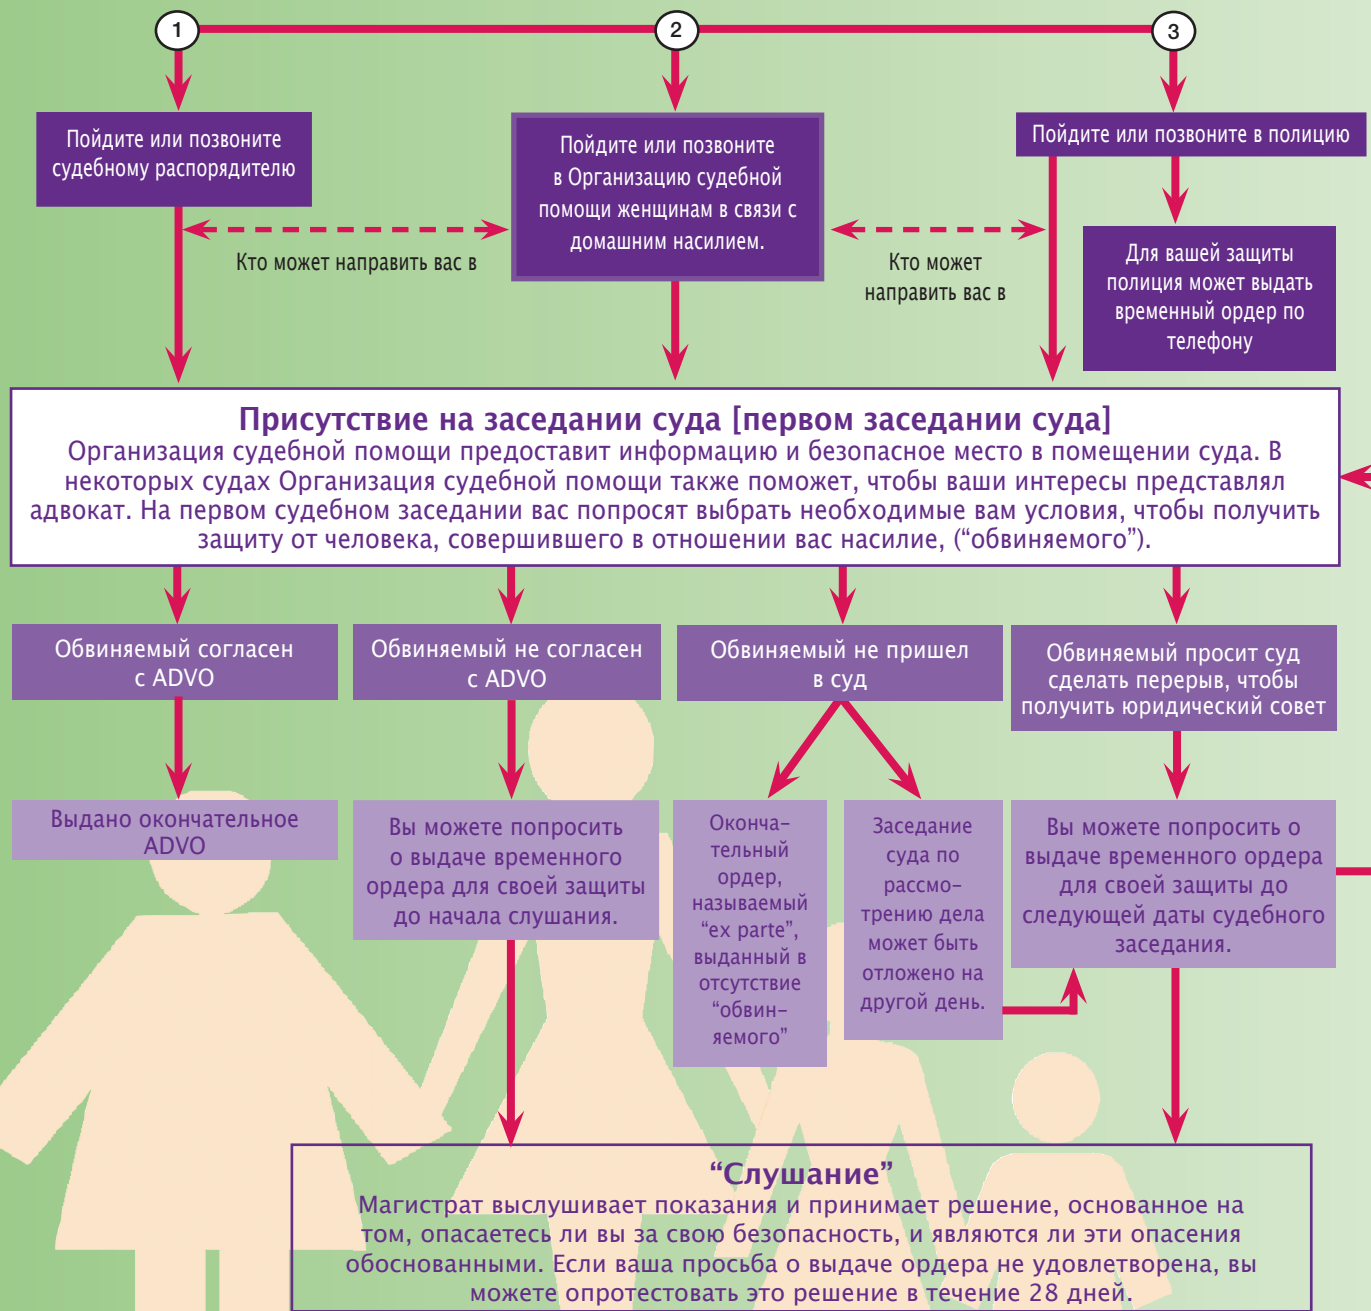 1
2
3
Пойдите или позвоните
судебному распорядителю
Пойдите или позвоните
в Организацию судебной
помощи женщинам в связи с
домашним насилием.
Пойдите или позвоните в полицию
Кто может направить вас в
Кто может
направить вас в
Для вашей защиты
полиция может выдать
временный ордер по
телефону
Присутствие на заседании суда [первом заседании суда]
Организация судебной помощи предоставит информацию и безопасное место в помещении суда. В
некоторых судах Организация судебной помощи также поможет, чтобы ваши интересы представлял
адвокат. На первом судебном заседании вас попросят выбрать необходимые вам условия, чтобы получить
защиту от человека, совершившего в отношении вас насилие, (“обвиняемого”).
Обвиняемый согласен
с ADVO
Обвиняемый не согласен
с ADVO
Обвиняемый не пришел
в суд
Обвиняемый просит суд
сделать перерыв, чтобы
получить юридический совет
Выдано окончательное
ADVO
Вы можете попросить
о выдаче временного
ордера для своей защиты
до начала слушания.
Оконча-
тельный
ордер,
называемый
“ex parte”,
выданный в
отсутствие
“обвин-
яемого”
Заседание
суда по
рассмо-
трению дела
может быть
отложено на
другой день.
Вы можете попросить о
выдаче временного ордера
для своей защиты до
следующей даты судебного
заседания.
“Слушание”
Магистрат выслушивает показания и принимает решение, основанное на
том, опасаетесь ли вы за свою безопасность, и являются ли эти опасения
обоснованными. Если ваша просьба о выдаче ордера не удовлетворена, вы
можете опротестовать это решение в течение 28 дней.